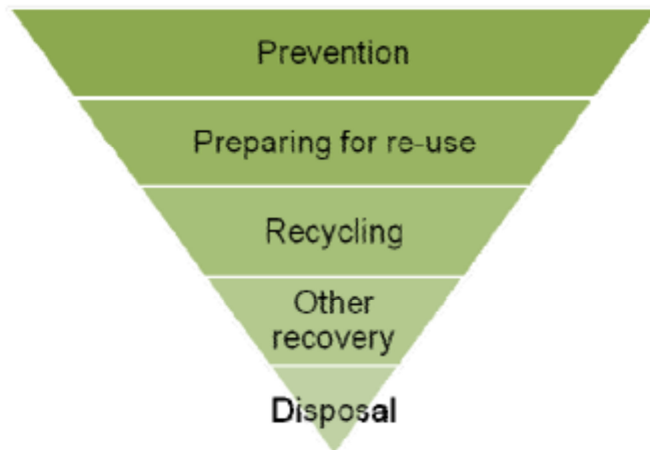 Prevention
Preparing for re-use
Recycling
Other
recovery
Disposal